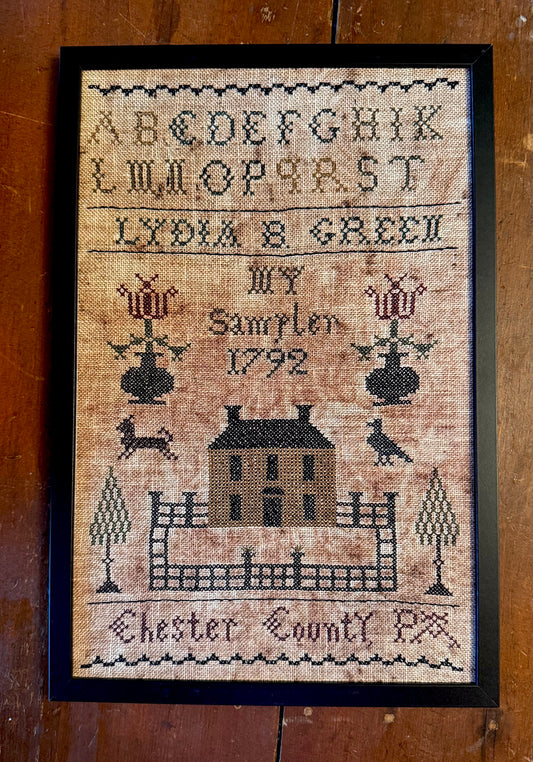 ABCDEFGHIK
LMNOPQRST
LYDIA B GREEN
MY
Sampler
1792
Chester County PA